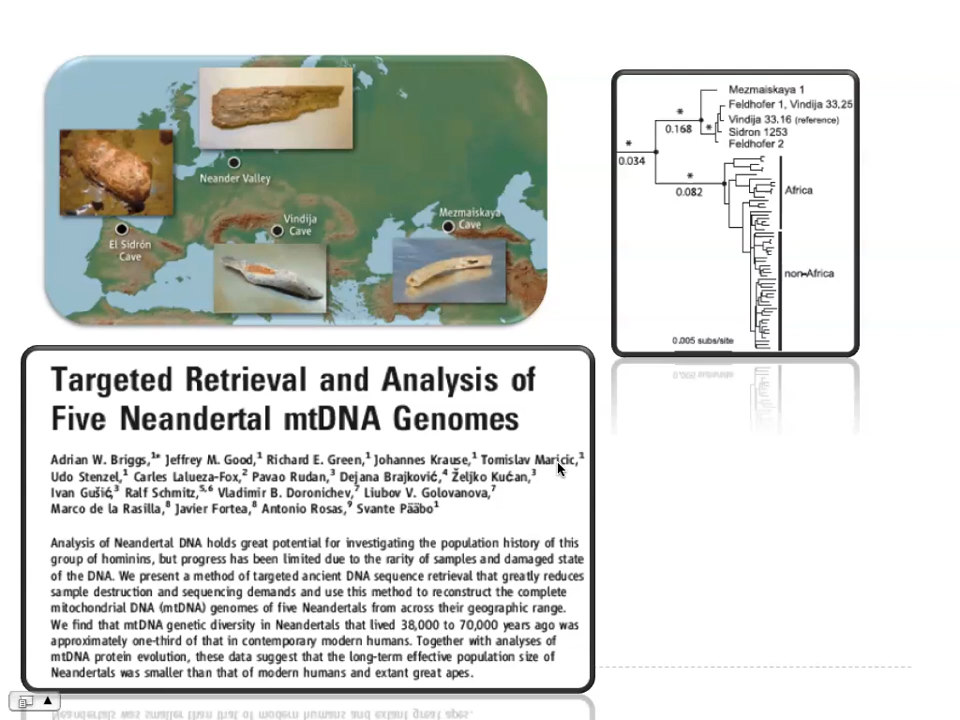 Neander Valley
El Sidrón
Cave
Vindija
Cave
Mezmaiskaya
Cave
Mezmaiskaya 1
Feldhofer 1, Vindija 33,25
Vindija 33.16 (reference)
Sidron 1253
Feldhofer 2
*
0.168
*
*
0.034
*
0.082
Africa
non-Africa
0.005 subs/site
Targeted Retrieval and Analysis of
Five Neandertal mtDNA Genomes
Adrian W. Briggs,1* Jeffrey M. Good,1 Richard E. Green,1 Johannes Krause,1 Tomislav Maricic,1
Udo Stenzel,1 Carles Lalueza-Fox,2 Pavao Rudan,3 Dejana Brajković,4 Željko Kućan,3
Ivan Gušić,3 Ralf Schmitz,5,6 Vladimir B. Doronichev,7 Liubov V. Golovanova,7
Marco de la Rasilla,8 Javier Fortea,8 Antonio Rosas,9 Svante Pääbo1
Analysis of Neandertal DNA holds great potential for investigating the population history of this
group of hominins, but progress has been limited due to the rarity of samples and damaged state
of the DNA. We present a method of targeted ancient DNA sequence retrieval that greatly reduces
sample destruction and sequencing demands and use this method to reconstruct the complete
mitochondrial DNA (mtDNA) genomes of five Neandertals from across their geographic range.
We find that mtDNA genetic diversity in Neandertals that lived 38,000 to 70,000 years ago was
approximately one-third of that in contemporary modern humans. Together with analyses of
mtDNA protein evolution, these data suggest that the long-term effective population size of
Neandertals was smaller than that of modern humans and extant great apes.